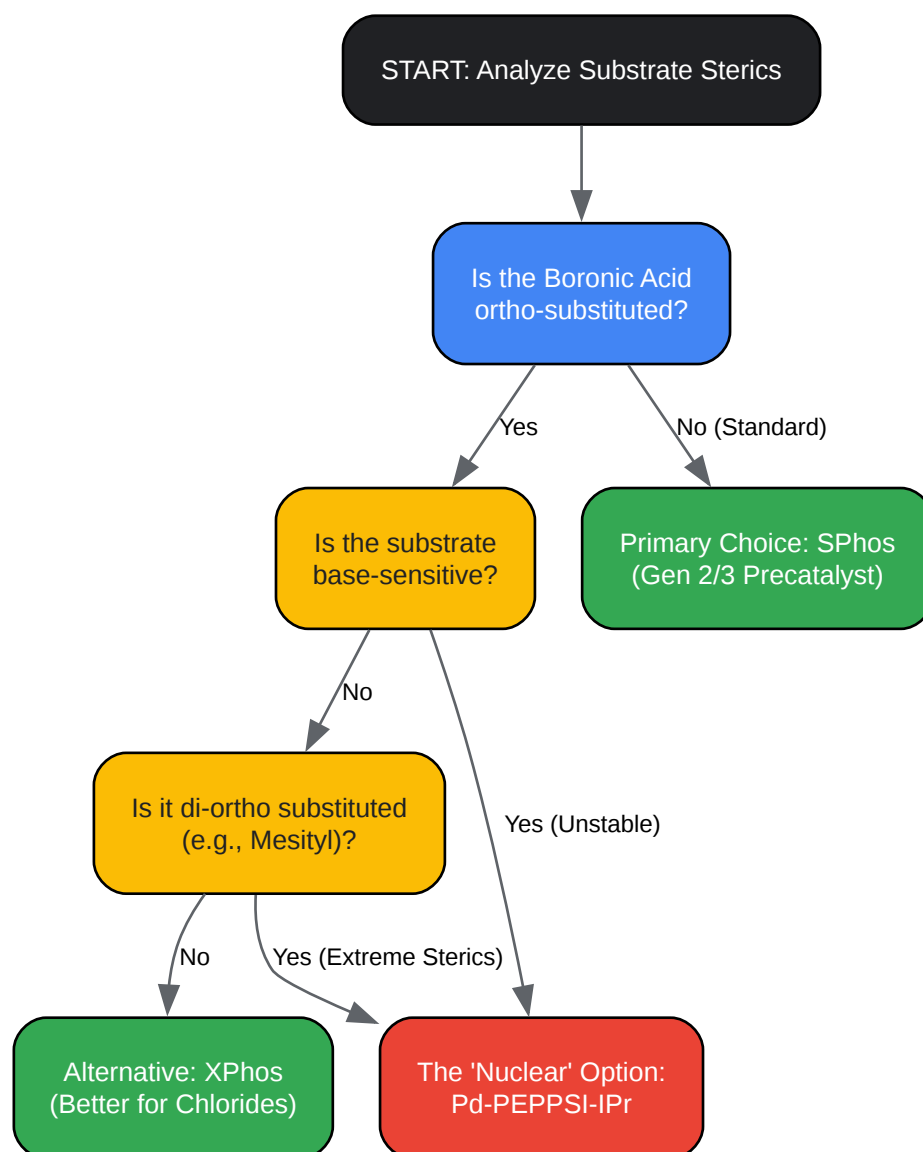 START: Analyze Substrate Sterics
Is the Boronic Acid
ortho-substituted?
Yes
No (Standard)
Is the substrate
base-sensitive?
Primary Choice: SPhos
(Gen 2/3 Precatalyst)
No
Yes (Unstable)
Is it di-ortho substituted
(e.g., Mesityl)?
No
Yes (Extreme Sterics)
Alternative: XPhos
(Better for Chlorides)
The 'Nuclear' Option:
Pd-PEPPSI-IPr